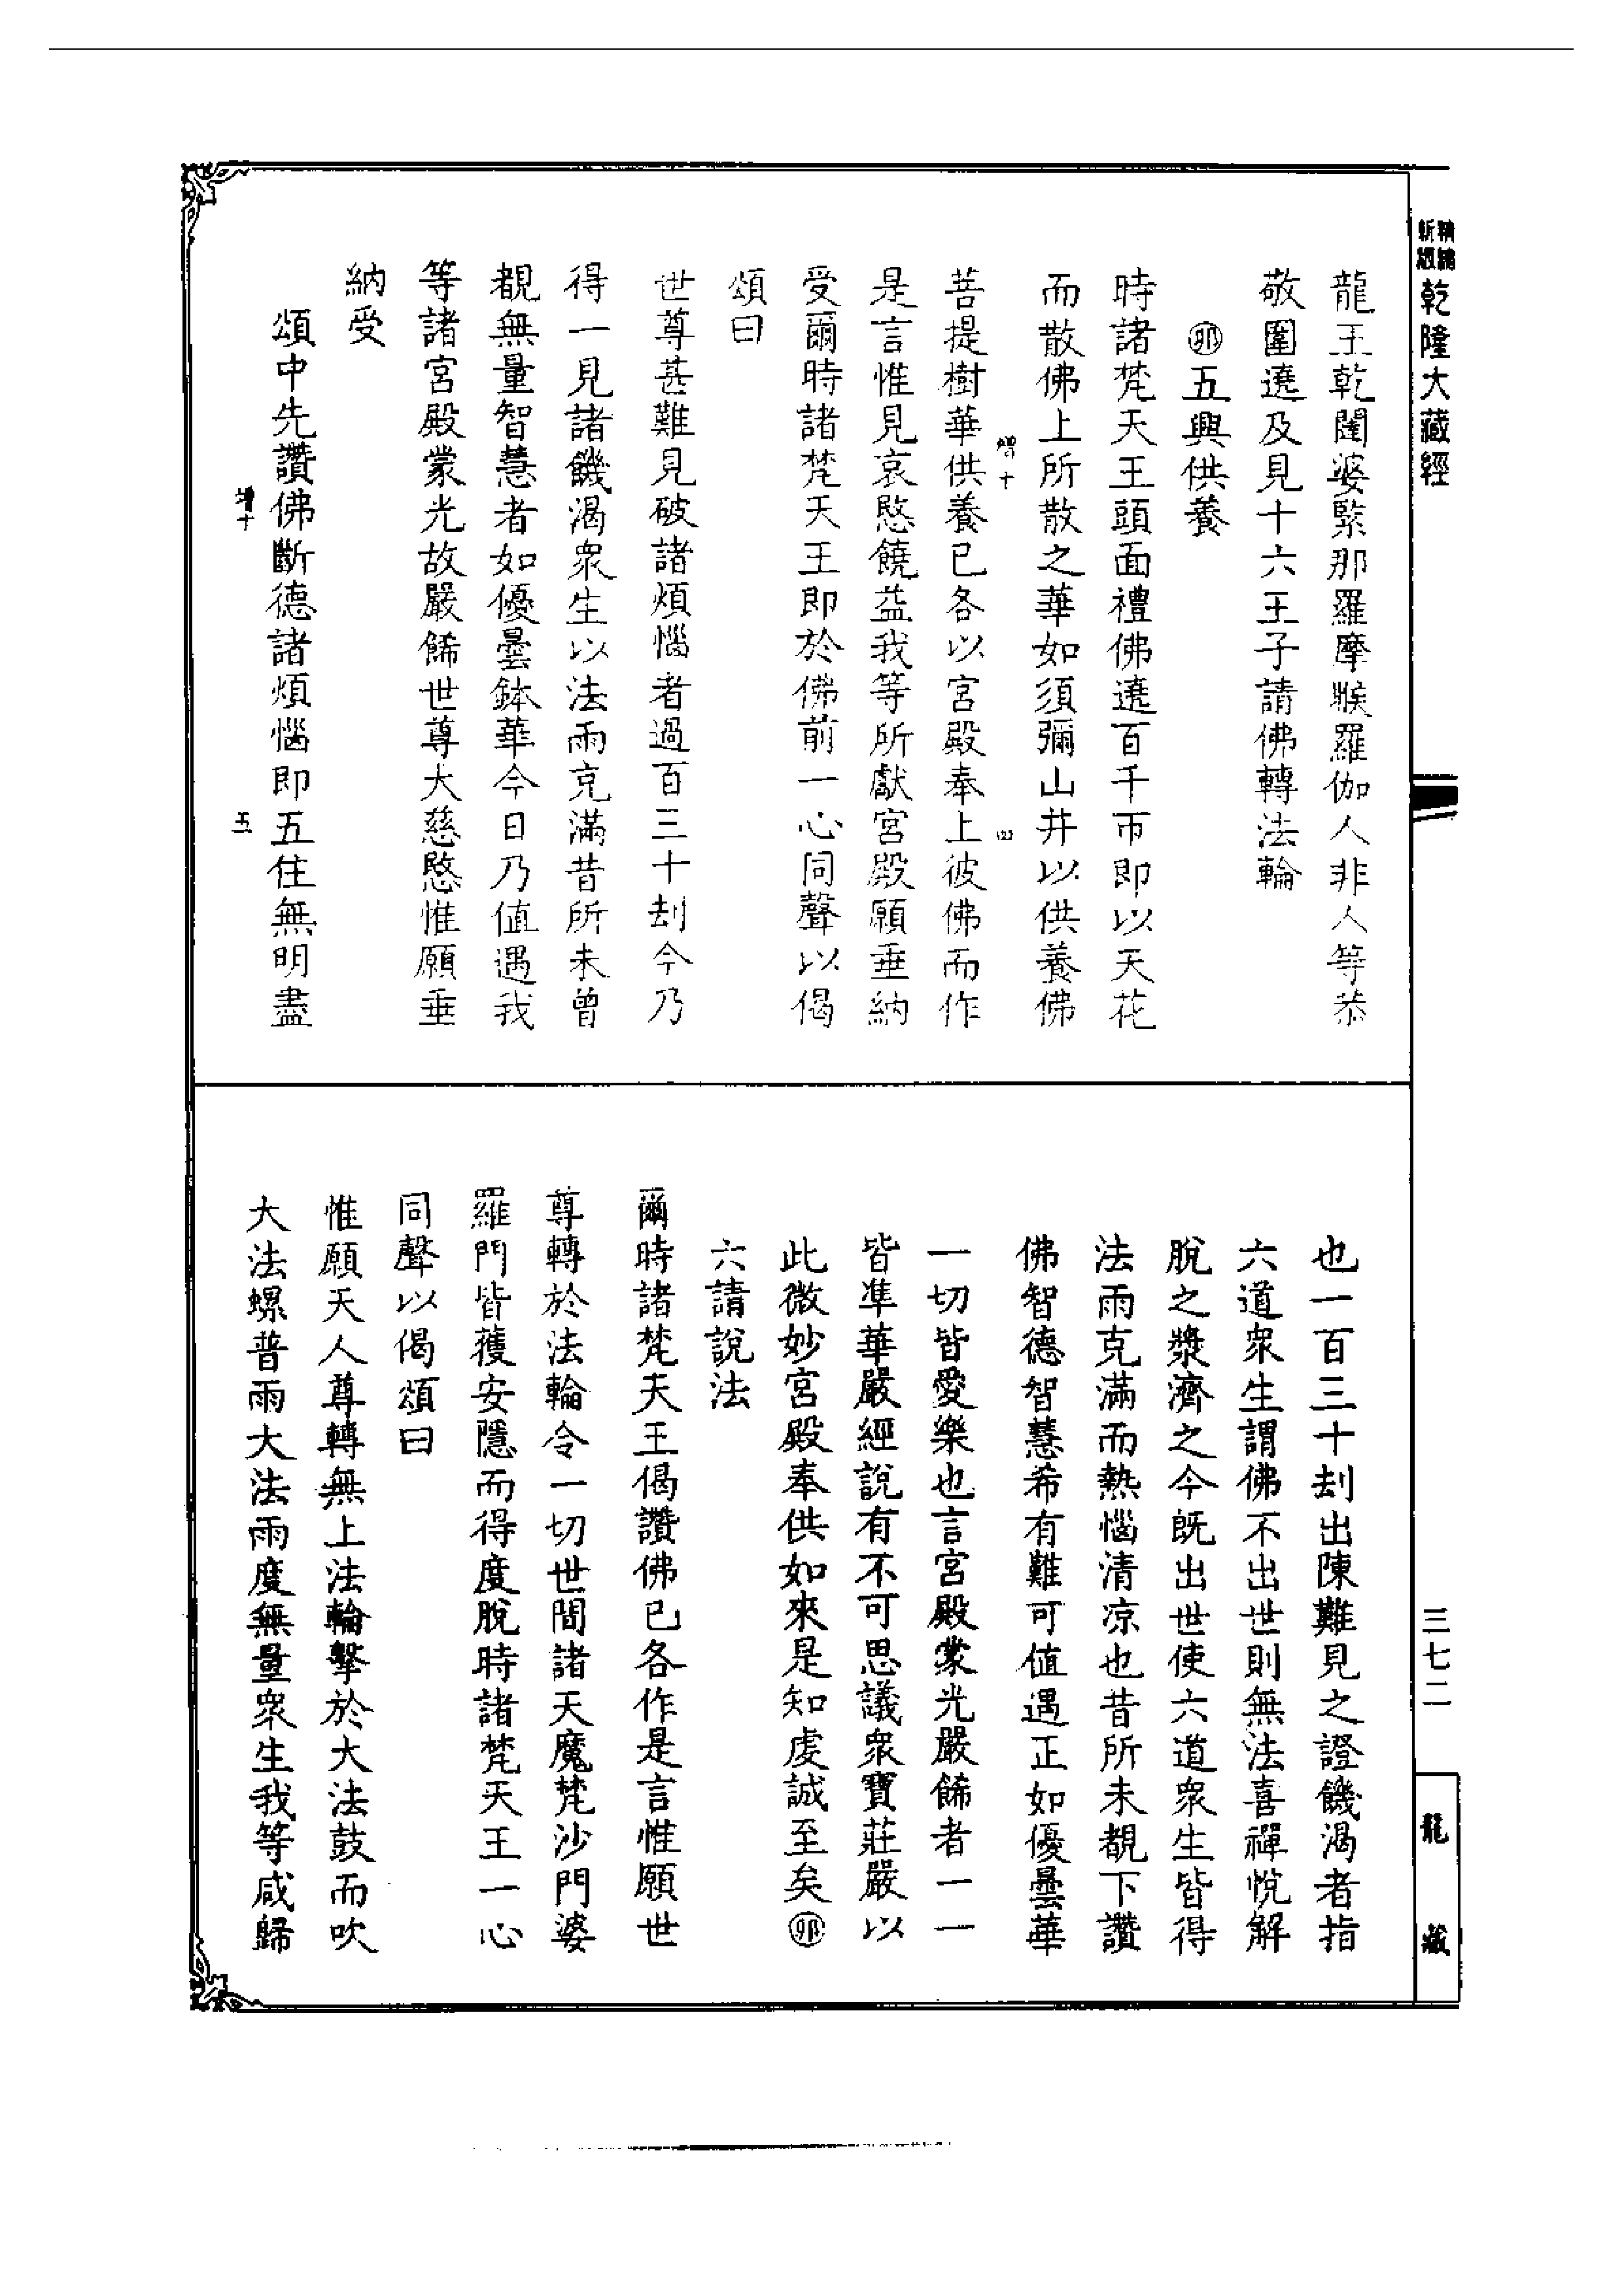 新版 精縮
乾隆大藏經
龍王乾闥婆緊那羅摩睺羅伽人非人等恭
敬圍遶及見十六王子請佛轉法輪
㊞五興供養
時諸梵天王頭面禮佛遶百千帀即以天花
而散佛上所散之華如須彌山并以供養佛
增十 四
菩提樹華供養已各以宮殿奉上彼佛而作
是言惟見哀愍饒益我等所獻宮殿願垂納
受爾時諸梵天王即於佛前一心同聲以偈
頌曰
世尊甚難見破諸煩惱者過百三十刦今乃
得一見諸饑渴眾生以法雨充滿昔所未曾
覩無量智慧者如優曇鉢華今日乃值遇我
等諸宮殿蒙光故嚴餙世尊大慈愍惟願垂
納受
頌中先讚佛斷德諸煩惱即五住無明盡
增十 五
也一百三十刦出陳難見之證饑渴者指
六道眾生謂佛不出世則無法喜禪悅解
脫之漿濟之今既出世使六道眾生皆得
法雨充滿而熱惱清凉也昔所未覩下讚
佛智德智慧希有難可值遇正如優曇華
一切皆愛樂也言宮殿蒙光嚴餙者一一
皆準華嚴經說有不可思議眾寶莊嚴以
此微妙宮殿奉供如來是知虔誠至矣㊞
六請說法
爾時諸梵天王偈讚佛已各作是言惟願世
尊轉於法輪令一切世間諸天魔梵沙門婆
羅門皆獲安隱而得度脫時諸梵天王一心
同聲以偈頌曰
惟願天人尊轉無上法輪擊於大法鼓而吹
大法螺普雨大法雨度無量眾生我等咸歸
三七二
龍藏